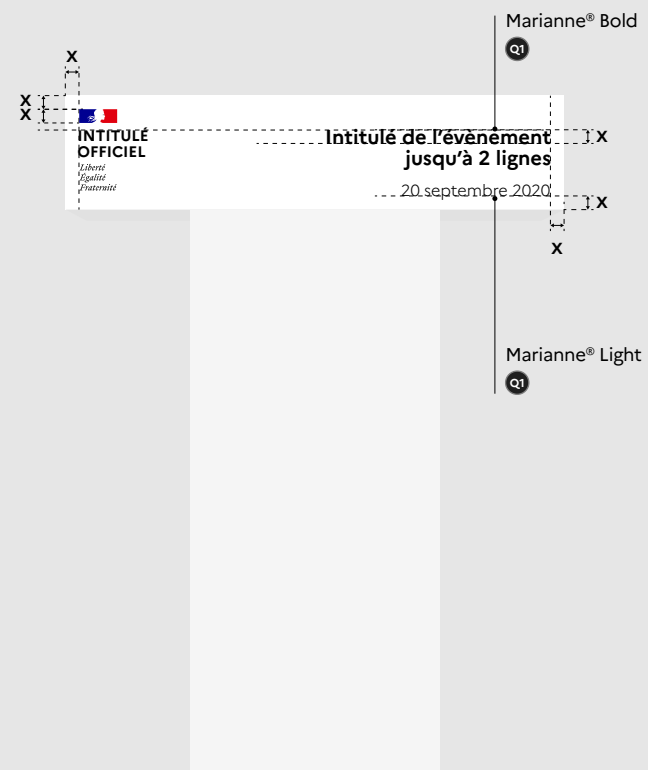 Marianne® Bold
Q1
X
X
X
INTITULÉ
OFFICIEL
Liberté
Égalité
Fraternité
Intitulé de l'évènement
jusqu'à 2 lignes
20 septembre 2020
X
X
X
Marianne® Light
Q1